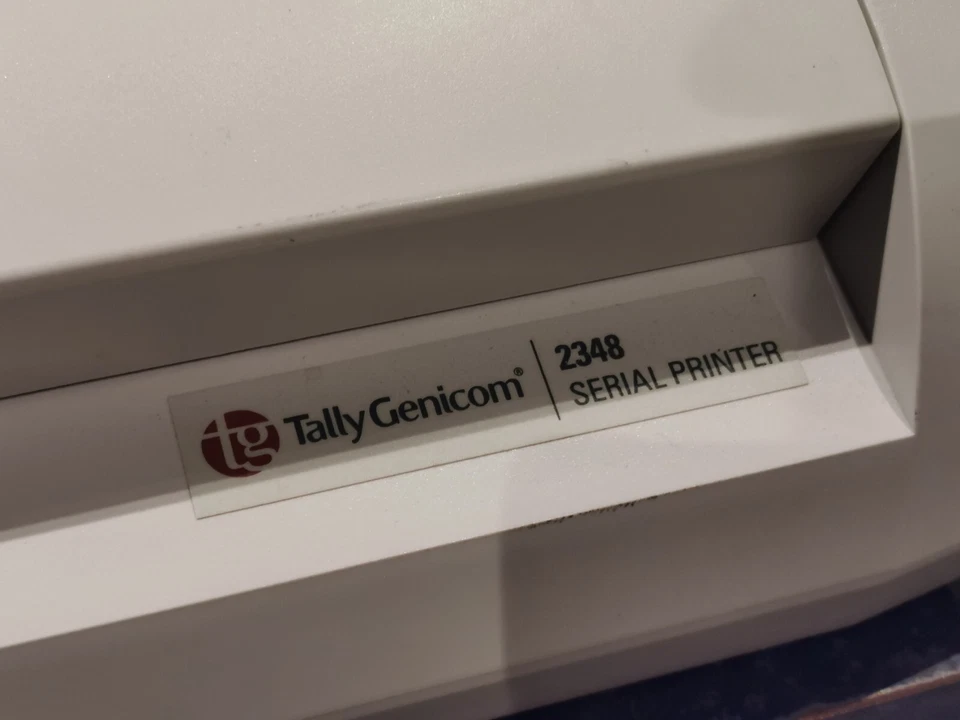 tg TallyGenicom®
2348
SERIAL PRINTER